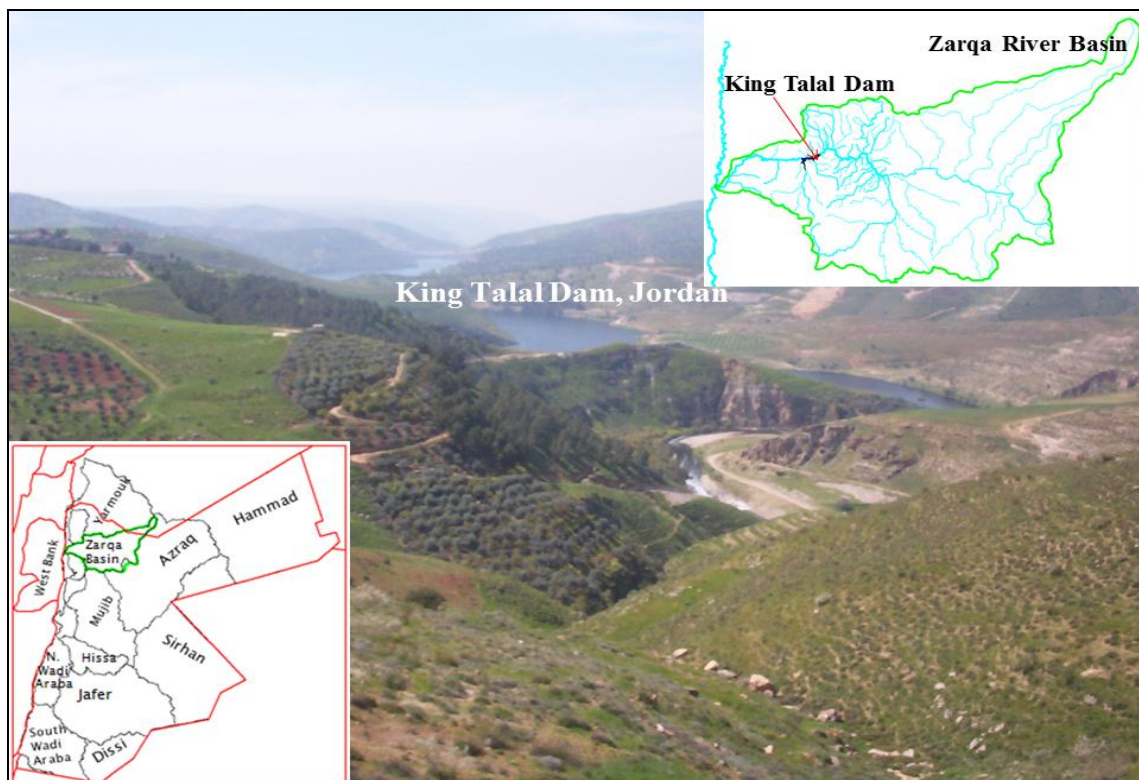 Zarqa River Basin
King Talal Dam
King Talal Dam, Jordan
Yarmouk
Hammad
Zarqa
Basin
Azraq
West Bank
Mujib
Sirhan
Hissa
N.
Wadi
Araba
Jafer
South
Wadi
Araba
Dissi